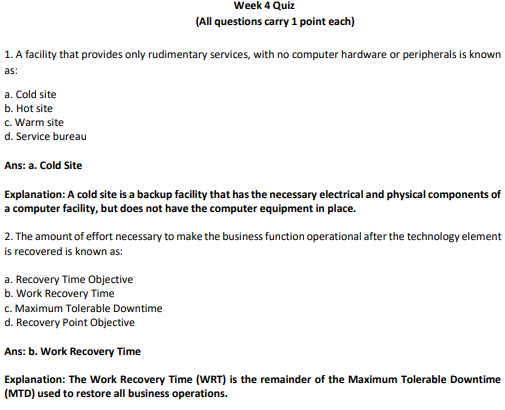 Week 4 Quiz
(All questions carry 1 point each)
1. A facility that provides only rudimentary services, with no computer hardware or peripherals is known
as:
a. Cold site
b. Hot site
c. Warm site
d. Service bureau
Ans: a. Cold Site
Explanation: A cold site is a backup facility that has the necessary electrical and physical components of
a computer facility, but does not have the computer equipment in place.
2. The amount of effort necessary to make the business function operational after the technology element
is recovered is known as:
a. Recovery Time Objective
b. Work Recovery Time
c. Maximum Tolerable Downtime
d. Recovery Point Objective
Ans: b. Work Recovery Time
Explanation: The Work Recovery Time (WRT) is the remainder of the Maximum Tolerable Downtime
(MTD) used to restore all business operations.